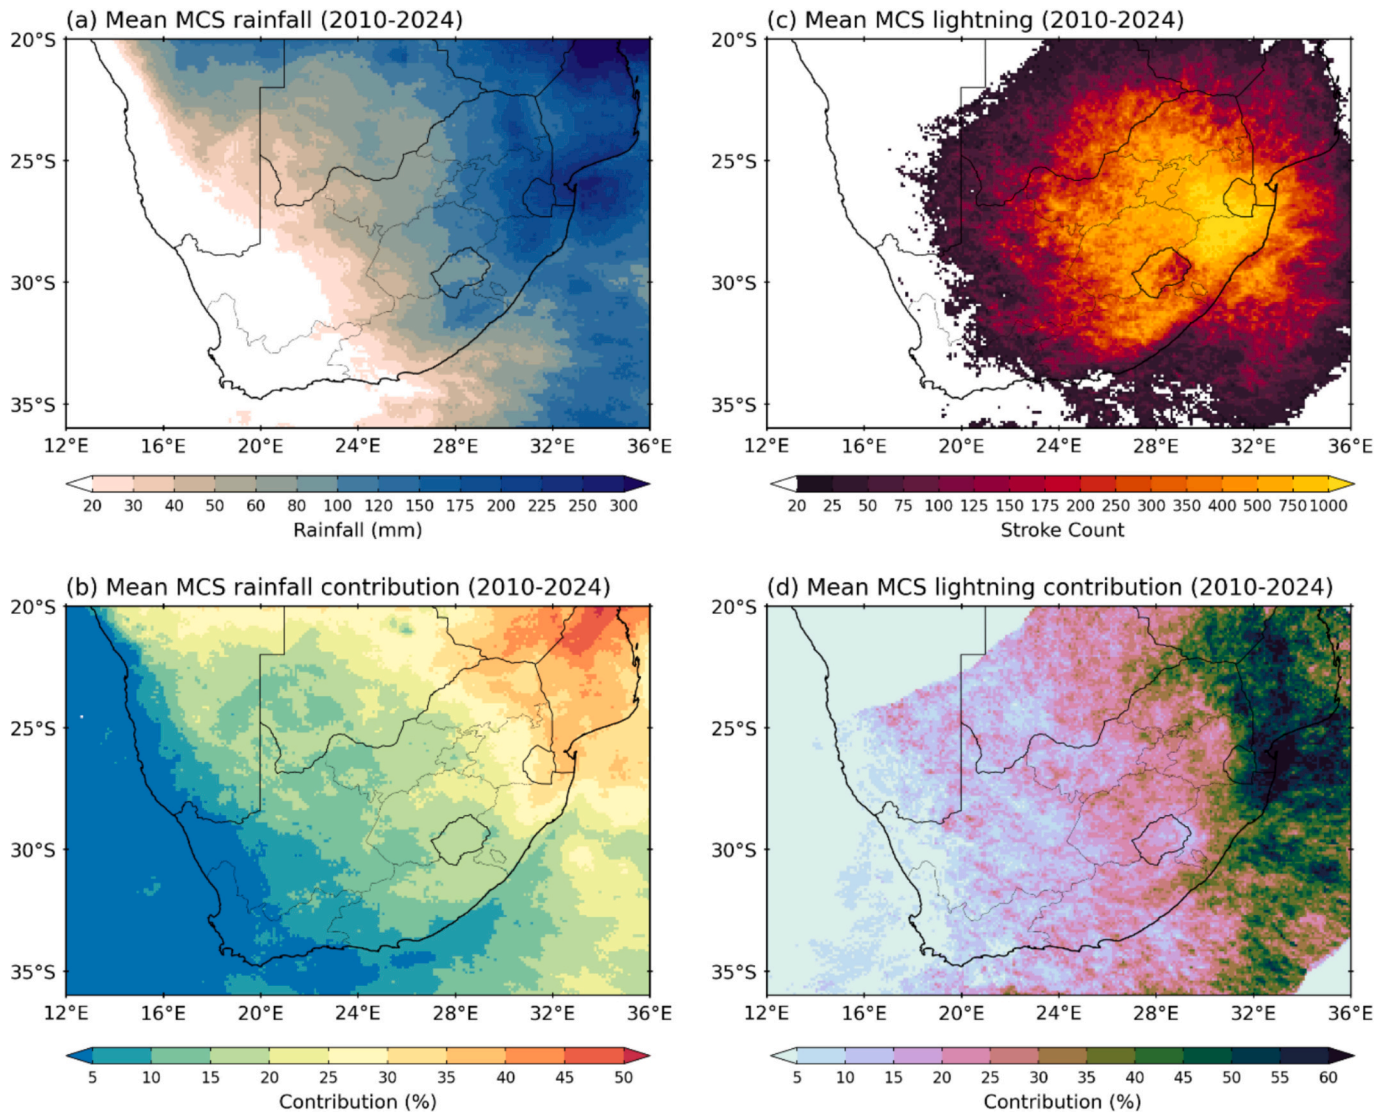 (a) Mean MCS rainfall (2010-2024)
20°S
25°S
30°S
35°S
12°E 16°E 20°E 24°E 28°E 32°E 36°E
20 30 40 50 60 80 100 120 150 175 200 225 250 300
Rainfall (mm)
(c) Mean MCS lightning (2010-2024)
20°S
25°S
30°S
35°S
16°E 20°E 24°E 28°E 32°E 36°E
12°E
20 25 50 75 100 125 150 175 200 250 300 350 400 500 750 1000
Stroke Count
(b) Mean MCS rainfall contribution (2010-2024)
20°S
25°S
30°S
35°S
12°E 16°E 20°E 24°E 28°E 32°E 36°E
5 10 15 20 25 30 35 40 45 50
Contribution (%)
(d) Mean MCS lightning contribution (2010-2024)
20°S
25°S
30°S
35°S
12°E 16°E 20°E 24°E 28°E 32°E 36°E
5 10 15 20 25 30 35 40 45 50 55 60
Contribution (%)